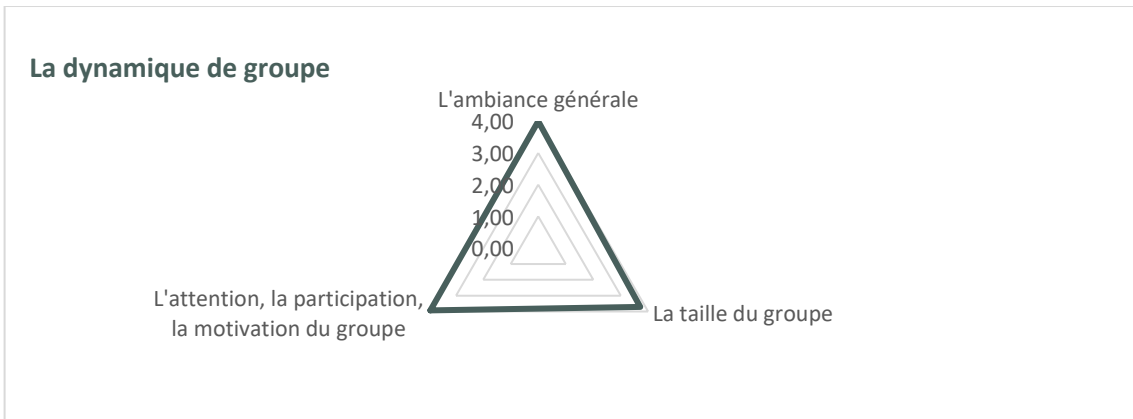 La dynamique de groupe
L'ambiance générale
4,00
3,00
2,00
1,00
0,00
L'attention, la participation,
la motivation du groupe
La taille du groupe